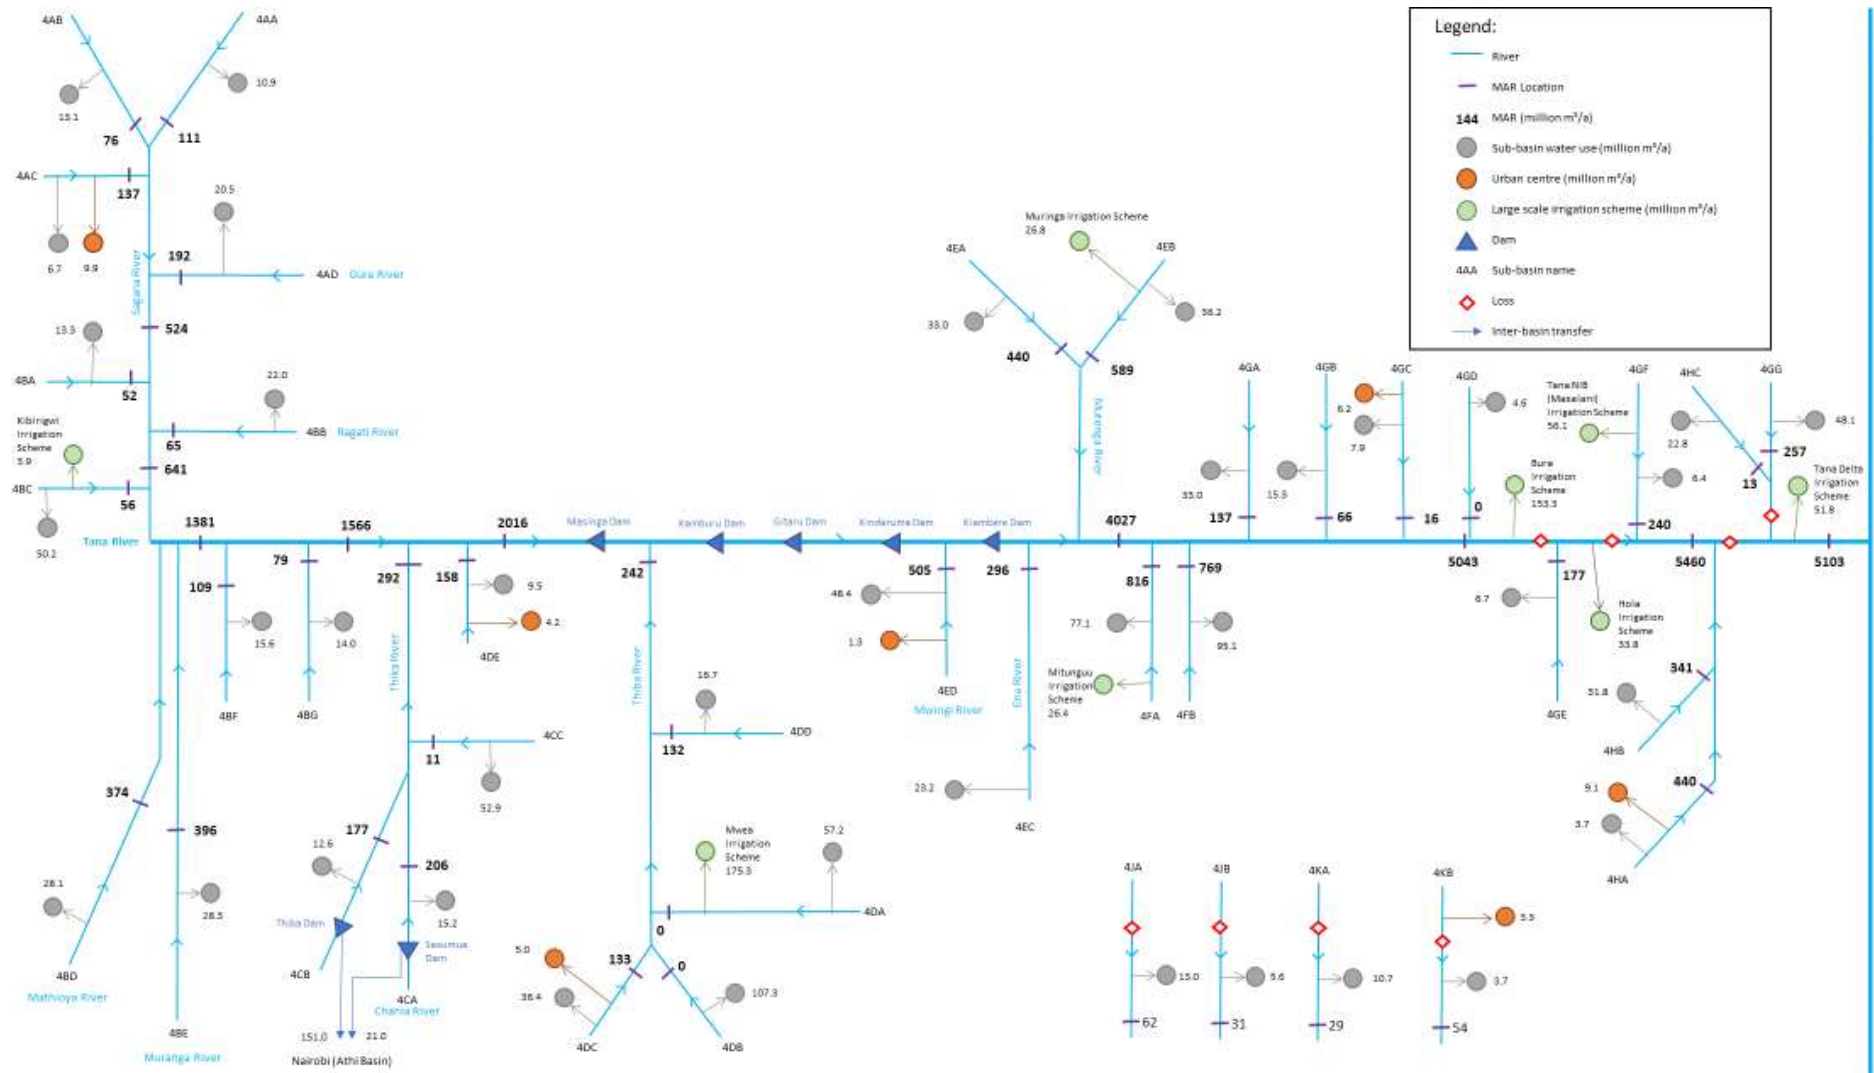 4AB
4AA
15.1
10.9
76
111
4AC
137
6.7
9.9
20.5
192
4AD
Gura River
Sagana River
524
13.3
4BA
52
22.0
65
4BB
Ragati River
Kibirigwi
Irrigation
Scheme
641
4BC
56
50.2
Tana River
1381
1566
2016
Masinga Dam
Kamburu Dam
Gitaru Dam
Kindaruma Dam
Kiambere Dam
4027
5043
5460
5103
109
79
292
158
242
505
296
816
769
177
15.6
14.0
9.5
4.2
4DE
4BF
4BG
Thika River
Thiba River
48.4
1.3
4ED
Mwingi River
Ena River
77.1
Mitunguu
Irrigation
Scheme
26.4
4FA
4FB
95.1
6.7
4GE
Hola
Irrigation
Scheme
33.8
341
31.8
4HB
440
9.1
3.7
4HA
374
396
28.1
28.5
4BD
Mathioya River
4BE
Muranga River
4CC
11
52.9
177
12.6
206
15.2
Thika Dam
Sasumua
Dam
4CB
4CA
Chania River
151.0
21.0
Nairobi (Athi Basin)
16.7
132
4DD
Mwea
Irrigation
Scheme
175.3
57.2
4DA
0
133
0
5.0
36.4
107.3
4DC
4DB
23.2
4EC
Muringa Irrigation Scheme
26.8
4EA
4EB
33.0
36.2
440
589
Mutonga River
4GA
4GB
4GC
4GD
33.0
15.3
6.2
7.9
4.6
137
66
16
0
Bura
Irrigation
Scheme
153.3
Tana NIB
(Masalani)
Irrigation Scheme
56.1
4GF
6.4
240
4HC
22.8
13
4GG
48.1
257
Tana Delta
Irrigation
Scheme
51.8
4JA
15.0
62
4JB
5.6
31
4KA
10.7
29
4KB
3.7
54
Legend:
River
MAR Location
144 MAR (million m³/a)
Sub-basin water use (million m³/a)
Urban centre (million m³/a)
Large scale irrigation scheme (million m³/a)
Dam
4AA Sub-basin name
Loss
Inter-basin transfer